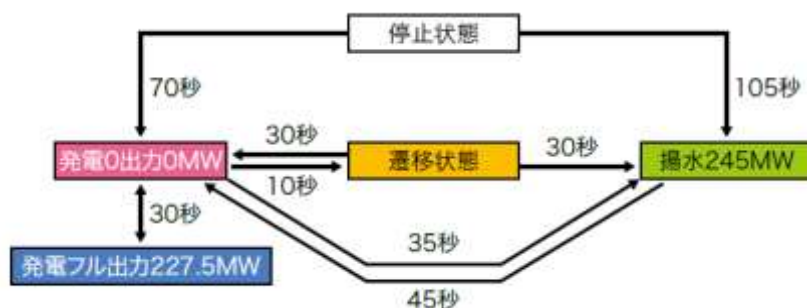 停止状態
70秒
105秒
30秒
30秒
発電0出力0MW
遷移状態
揚水245MW
10秒
30秒
35秒
発電フル出力227.5MW
45秒